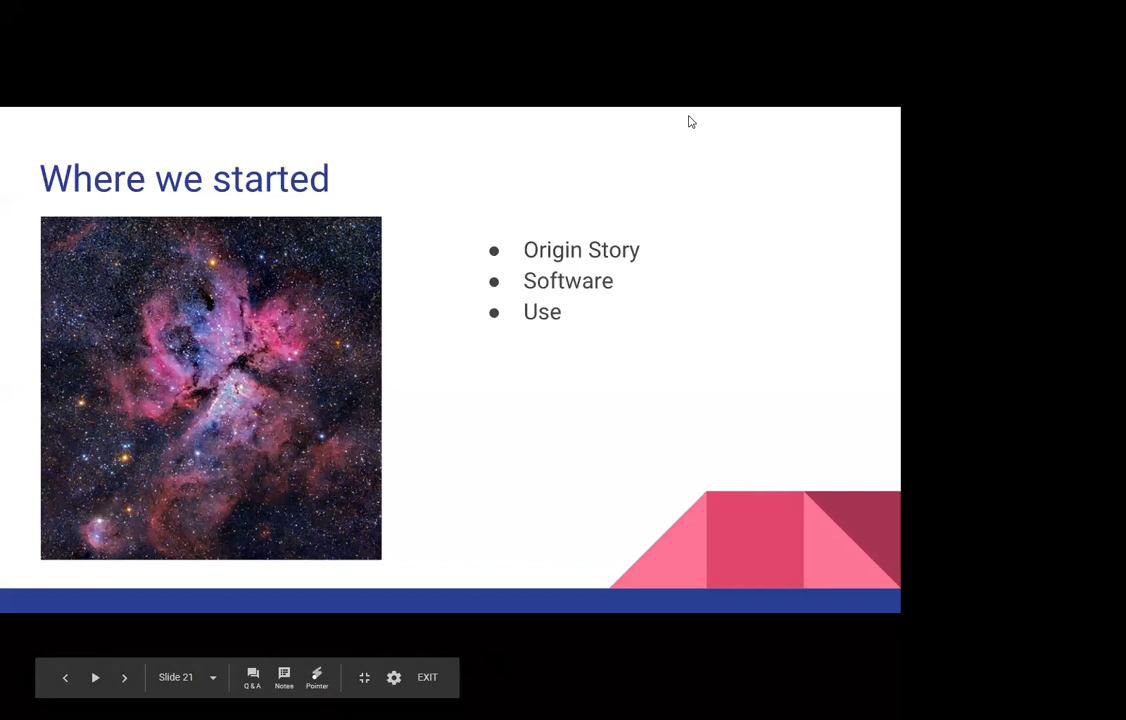 Where we started
● Origin Story
● Software
● Use
Slide 21
Q & A
Notes
Pointer
EXIT